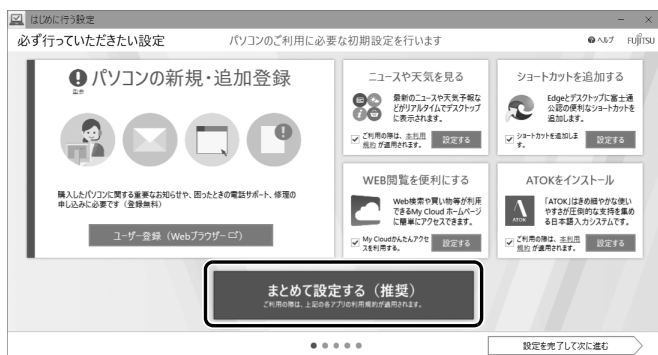 はじめに行う設定
必ず行っていただきたい設定
パソコンのご利用に必要な初期設定を行います
ヘルプ
FUJITSU
重要
パソコンの新規・追加登録
購入したパソコンに関する重要なお知らせや、困ったときの電話サポート、修理の
申し込みに必要です（登録無料）
ユーザー登録（Webブラウザー）
ニュースや天気を見る
最新のニュースや天気予報な
どがリアルタイムでデスクトップ
に表示されます。
ご利用の際は、本利用
規約 が適用されます。
設定する
ショートカットを追加する
Edgeとデスクトップに富士通
公認の便利なショートカットを
追加します。
ショートカットを追加しま
す。
設定する
WEB閲覧を便利にする
Web検索や買い物等が利用
できるMy Cloud ホームページ
に簡単にアクセスできます。
My Cloudかんたんアクセ
スを利用する。
設定する
ATOKをインストール
ATOK
「ATOK」はきめ細やかな使い
やすさが圧倒的な支持を集め
る日本語入力システムです。
ご利用の際は、本利用
規約 が適用されます。
設定する
まとめて設定する（推奨）
ご利用の際は、上記の各アプリの利用規約が適用されます。
設定を完了して次に進む